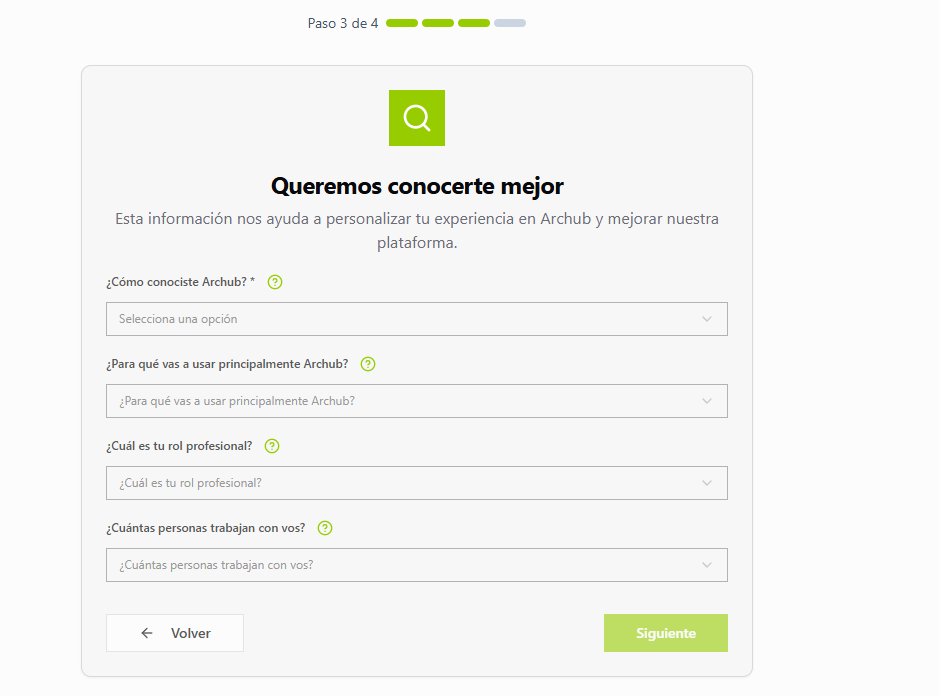 Paso 3 de 4
Queremos conocerte mejor
Esta información nos ayuda a personalizar tu experiencia en Archub y mejorar nuestra
plataforma.
¿Cómo conociste Archub? *
Selecciona una opción
¿Para qué vas a usar principalmente Archub?
¿Para qué vas a usar principalmente Archub?
¿Cuál es tu rol profesional?
¿Cuál es tu rol profesional?
¿Cuántas personas trabajan con vos?
¿Cuántas personas trabajan con vos?
Volver
Siguiente